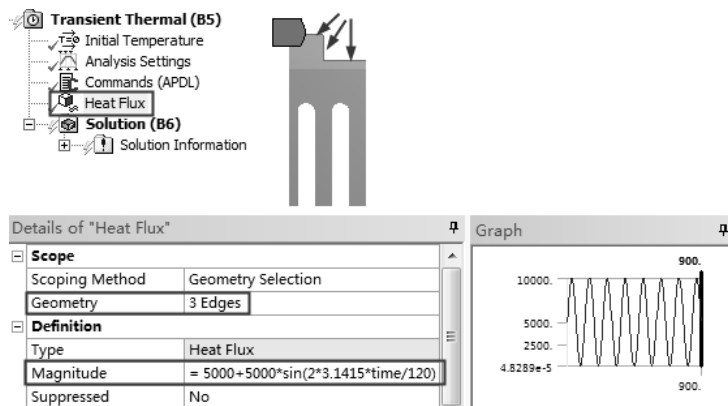 Transient Thermal (B5)
Initial Temperature
Analysis Settings
Commands (APDL)
Heat Flux
Solution (B6)
Solution Information
Details of "Heat Flux"
Scope
Scoping Method Geometry Selection
Geometry 3 Edges
Definition
Type Heat Flux
Magnitude = 5000+5000*sin(2*3.1415*time/120)
Suppressed No
Graph
900.
10000.
5000.
2500.
4.8289e-5
900.